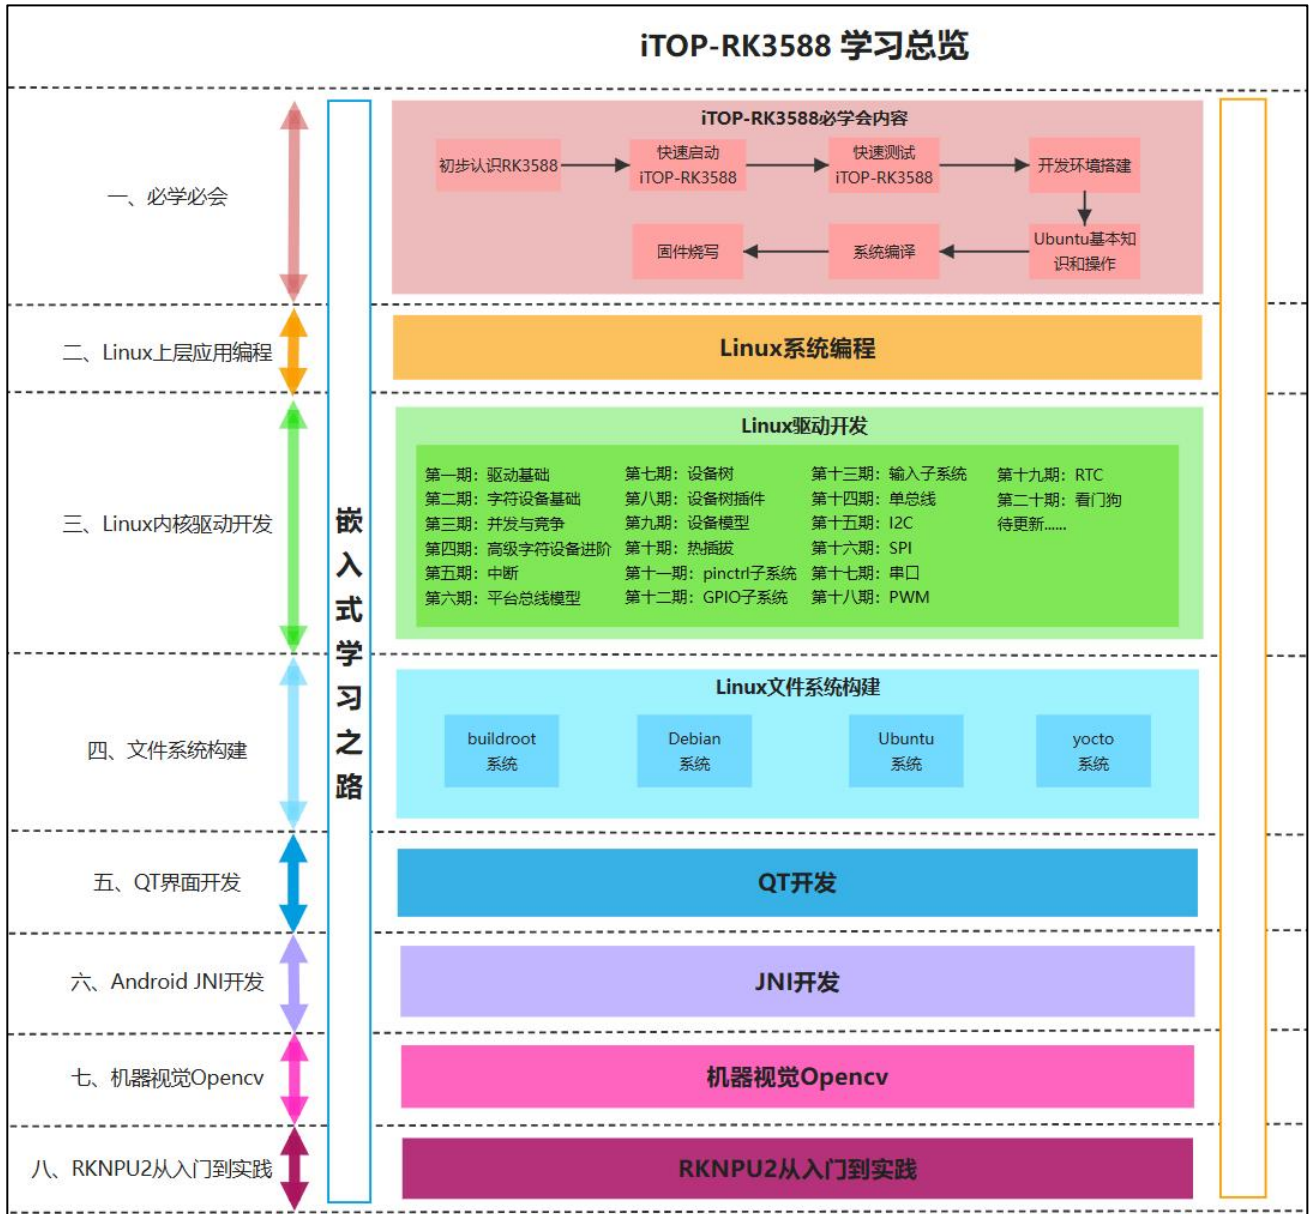 iTOP-RK3588 学习总览
一、必学必会
iTOP-RK3588必学会内容
初步认识RK3588
快速启动
iTOP-RK3588
快速测试
iTOP-RK3588
开发环境搭建
Ubuntu基本知
识和操作
系统编译
固件烧写
二、Linux上层应用编程
Linux系统编程
三、Linux内核驱动开发
Linux驱动开发
第一期：驱动基础
第二期：字符设备基础
第三期：并发与竞争
第四期：高级字符设备进阶
第五期：中断
第六期：平台总线模型
第七期：设备树
第八期：设备树插件
第九期：设备模型
第十期：热插拔
第十一期：pinctrl子系统
第十二期：GPIO子系统
第十三期：输入子系统
第十四期：单总线
第十五期：I2C
第十六期：SPI
第十七期：串口
第十八期：PWM
第十九期：RTC
第二十期：看门狗
待更新......
嵌入式学习之路
四、文件系统构建
Linux文件系统构建
buildroot
系统
Debian
系统
Ubuntu
系统
yocto
系统
五、QT界面开发
QT开发
六、Android JNI开发
JNI开发
七、机器视觉Opencv
机器视觉Opencv
八、RKNPU2从入门到实践
RKNPU2从入门到实践